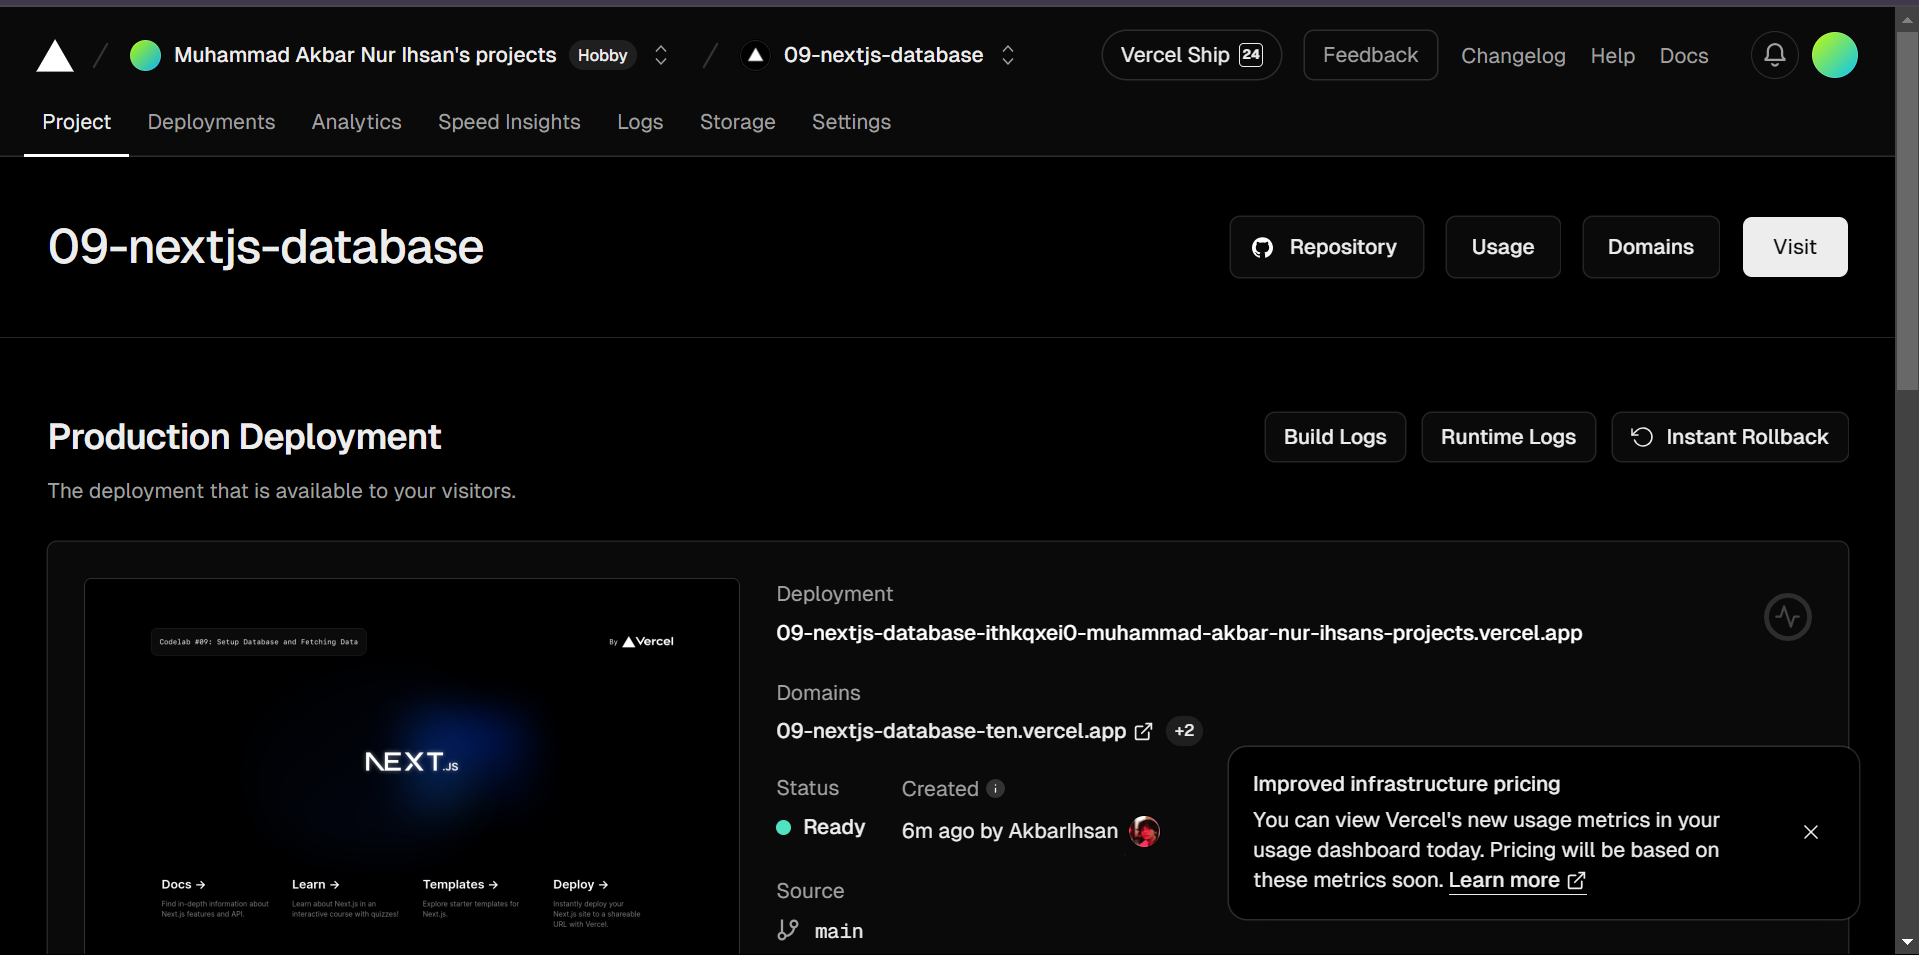 Muhammad Akbar Nur Ihsan's projects Hobby 09-nextjs-database Vercel Ship 24 Feedback Changelog Help Docs
Project Deployments Analytics Speed Insights Logs Storage Settings
09-nextjs-database Repository Usage Domains Visit
Production Deployment Build Logs Runtime Logs Instant Rollback
The deployment that is available to your visitors.
Codelab #09: Setup Database and Fetching Data
By Vercel
NEXT.JS
Docs ->
Find in-depth information about
Next.js features and API.
Learn ->
Learn about Next.js in an
interactive course with quizzes!
Templates ->
Explore starter templates for
Next.js.
Deploy ->
Instantly deploy your
Next.js site to a shareable
URL with Vercel.
Deployment
09-nextjs-database-ithkqxei0-muhammad-akbar-nur-ihsans-projects.vercel.app
Domains
09-nextjs-database-ten.vercel.app +2
Status Created
Ready 6m ago by AkbarIhsan
Source
main
Improved infrastructure pricing
You can view Vercel's new usage metrics in your
usage dashboard today. Pricing will be based on
these metrics soon. Learn more